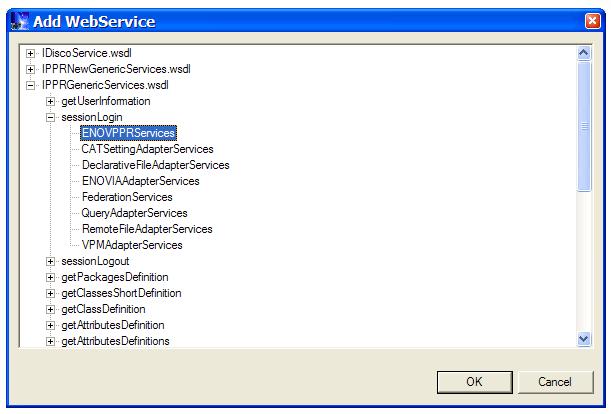 Add WebService
IDiscoService.wsdl
IPPRNewGenericServices.wsdl
IPPRGenericServices.wsdl
getUserInformation
sessionLogin
ENOVPPRServices
CATSettingAdapterServices
DeclarativeFileAdapterServices
ENOVIAAdapterServices
FederationServices
QueryAdapterServices
RemoteFileAdapterServices
VPMAdapterServices
sessionLogout
getPackagesDefinition
getClassesShortDefinition
getClassDefinition
getAttributesDefinition
getAttributesDefinitions
OK Cancel